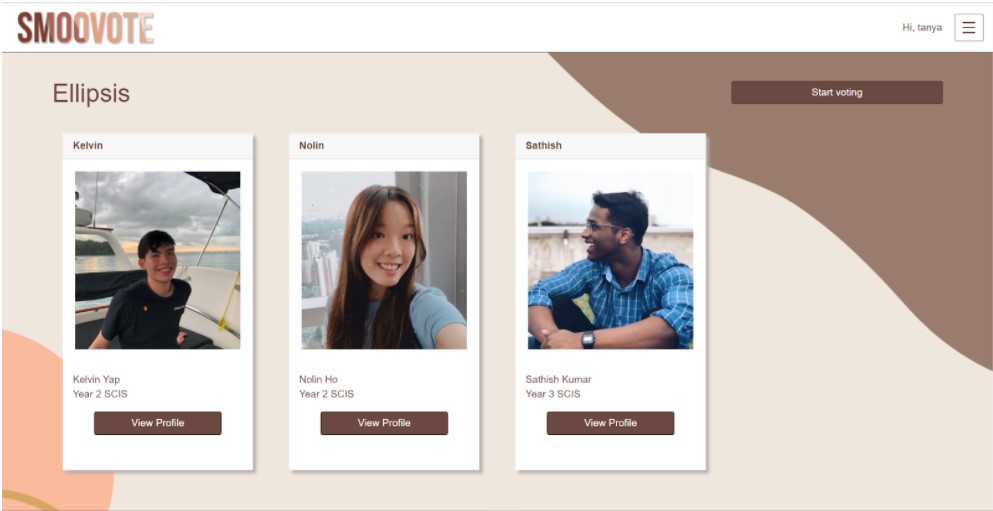 SMOOVOTE
Hi, tanya
Ellipsis
Start voting
Kelvin
Nolin
Sathish
Kelvin Yap
Year 2 SCIS
View Profile
Nolin Ho
Year 2 SCIS
View Profile
Sathish Kumar
Year 3 SCIS
View Profile